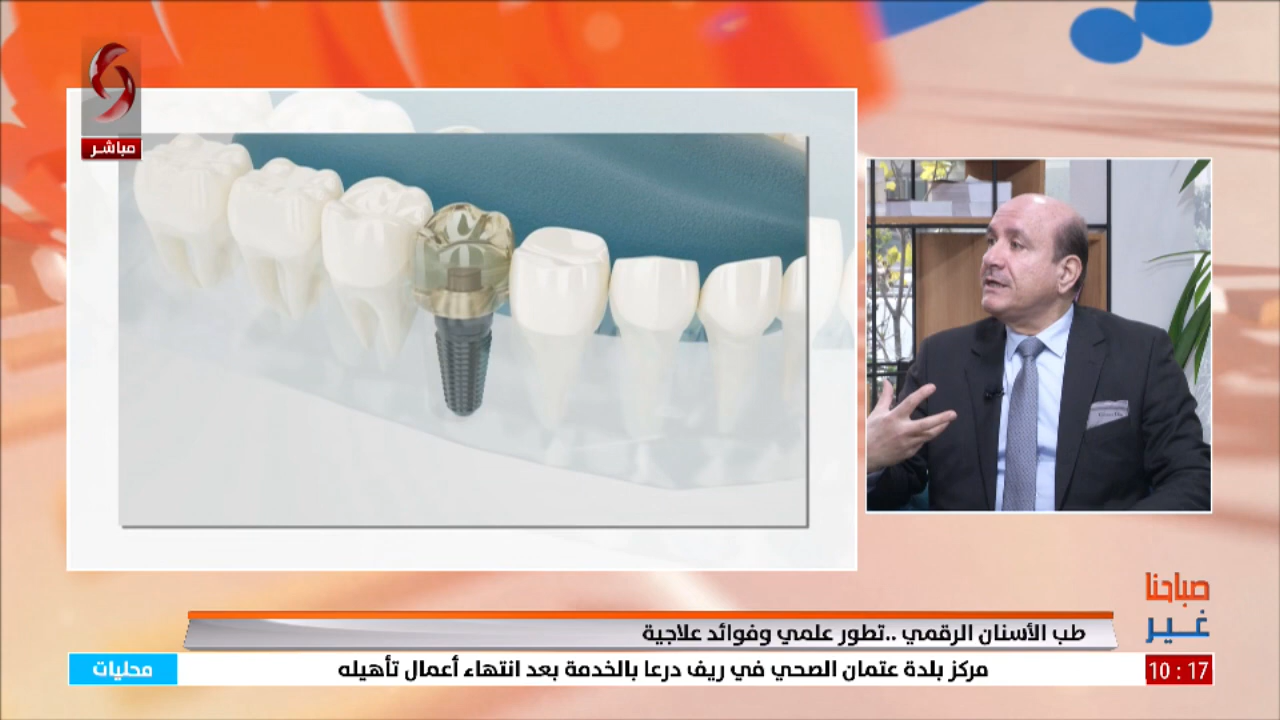 مباشر
صباحنا
غير
طب الأسنان الرقمي ..تطور علمي وفوائد علاجية
10 : 17
مركز بلدة عتمان الصحي في ريف درعا بالخدمة بعد انتهاء أعمال تأهيله
محليات